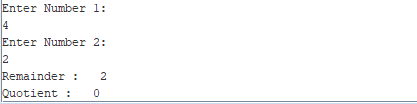 Enter Number 1:
4
Enter Number 2:
2
Remainder :   2
Quotient :   0